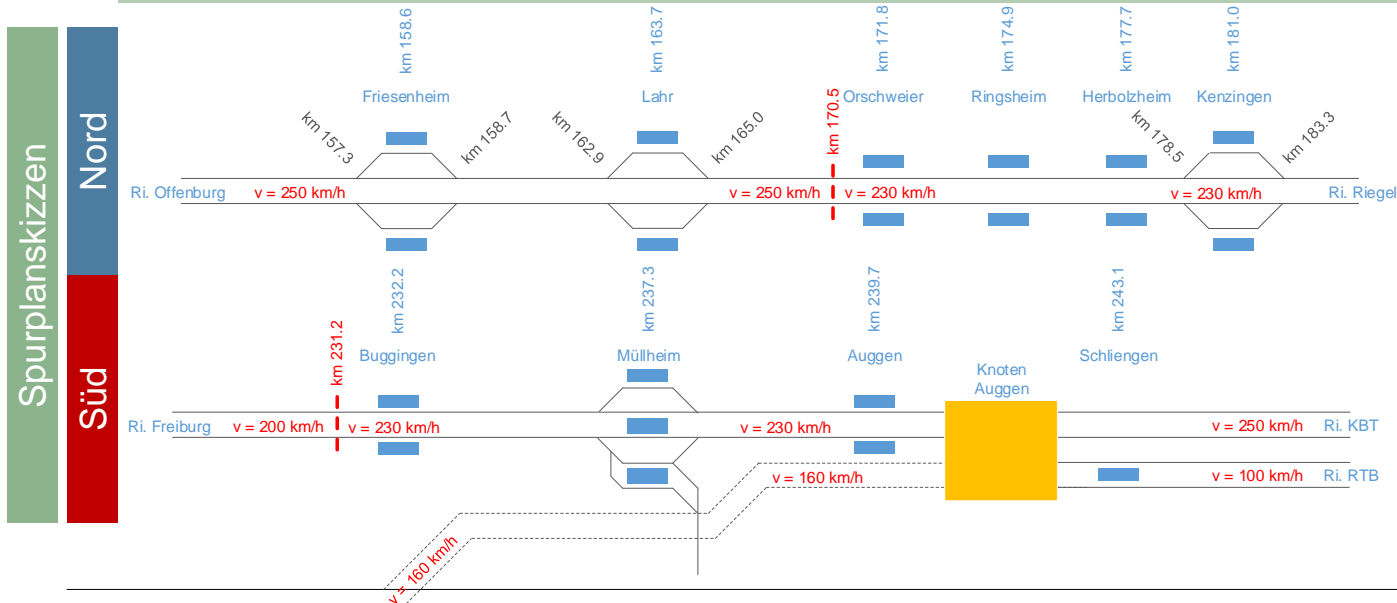 Spurplanskizzen
Nord
km 158.6
km 163.7
km 171.8
km 174.9
km 177.7
km 181.0
Friesenheim
Lahr
Orschweier
Ringsheim
Herbolzheim
Kenzingen
km 157.3
km 158.7
km 162.9
km 165.0
km 170.5
km 178.5
km 183.3
Ri. Offenburg
v = 250 km/h
v = 250 km/h
v = 230 km/h
v = 230 km/h
Ri. Riegel
Süd
km 232.2
km 237.3
km 239.7
km 243.1
km 231.2
Buggingen
Müllheim
Auggen
Knoten
Auggen
Schliengen
Ri. Freiburg
v = 200 km/h
v = 230 km/h
v = 230 km/h
v = 250 km/h
Ri. KBT
v = 160 km/h
v = 100 km/h
Ri. RTB
v = 160 km/h